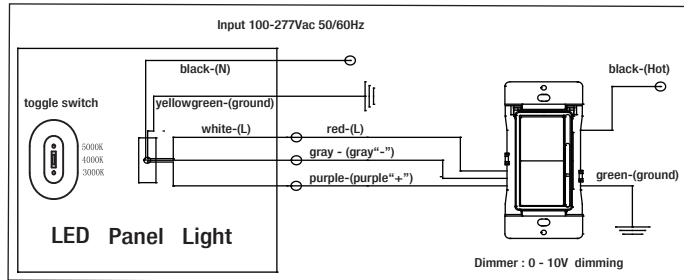 Input 100-277Vac 50/60Hz
black-(N)
black-(Hot)
toggle switch
yellowgreen-(ground)
white-(L)
red-(L)
5000K
4000K
3000K
gray - (gray“-”)
purple-(purple“+”)
green-(ground)
LED Panel Light
Dimmer : 0 - 10V dimming